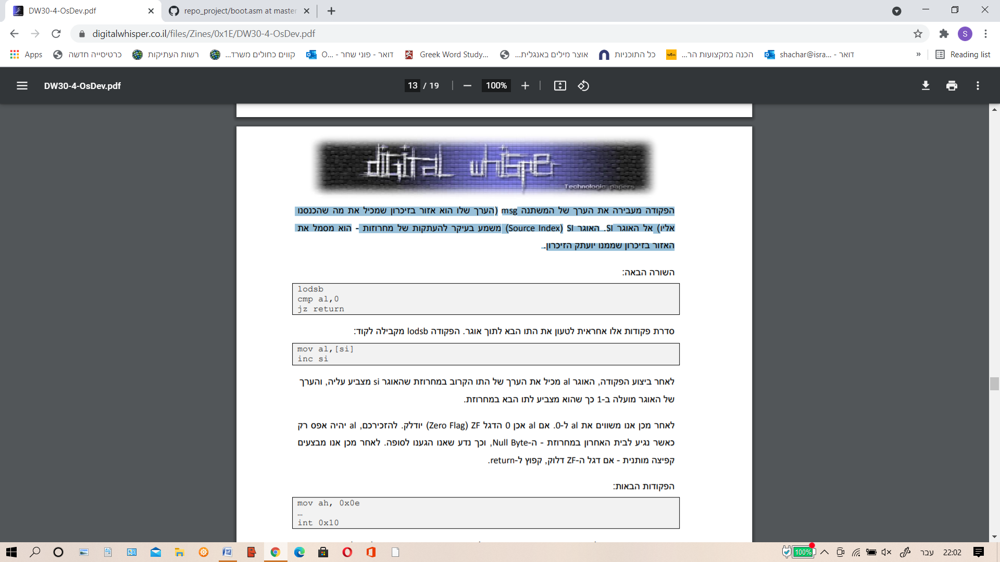 DW30-4-OsDev.pdf
repo_project/boot.asm at master
digitalwhisper.co.il/files/Zines/0x1E/DW30-4-OsDev.pdf
S
Apps
כרטיסייה חדשה
רשות העתיקות
קווים כחולים משרד...
דואר - פוני שחר - O...
Greek Word Study...
אוצר מילים באנגלית...
כל התוכניות
הכנה במקצועות הר...
דואר - shachar@isra...
»
Reading list
DW30-4-OsDev.pdf
13 / 19
100%
digital whisper
Technologic papers
הפקודה מעבירה את הערך של המשתנה msg (הערך שלו הוא אזור בזיכרון שמכיל את מה שהכנסנו
אליו) אל האוגר SI. האוגר SI (Source Index) משמע בעיקר להעתקות של מחרוזות - הוא מסמל את
האזור בזיכרון שממנו יועתק הזיכרון.
השורה הבאה:
lodsb
cmp al,0
jz return
סדרת פקודות אלו אחראית לטעון את התו הבא לתוך אוגר. הפקודה lodsb מקבילה לקוד:
mov al,[si]
inc si
לאחר ביצוע הפקודה, האוגר al מכיל את הערך של התו הקרוב במחרוזת שהאוגר si מצביע עליה, והערך
של האוגר מועלה ב-1 כך שהוא מצביע לתו הבא במחרוזת.
לאחר מכן אנו משווים את al ל-0. אם al אכן 0 הדגל ZF (Zero Flag) יודלק. להזכירכם, al יהיה אפס רק
כאשר נגיע לבית האחרון במחרוזת - ה-Null Byte, וכך נדע שאנו הגענו לסופה. לאחר מכן אנו מבצעים
קפיצה מותנית - אם דגל ה-ZF דלוק, קפוץ ל-return.
הפקודות הבאות:
mov ah, 0x0e
…
int 0x10
100%
עבר
22:02